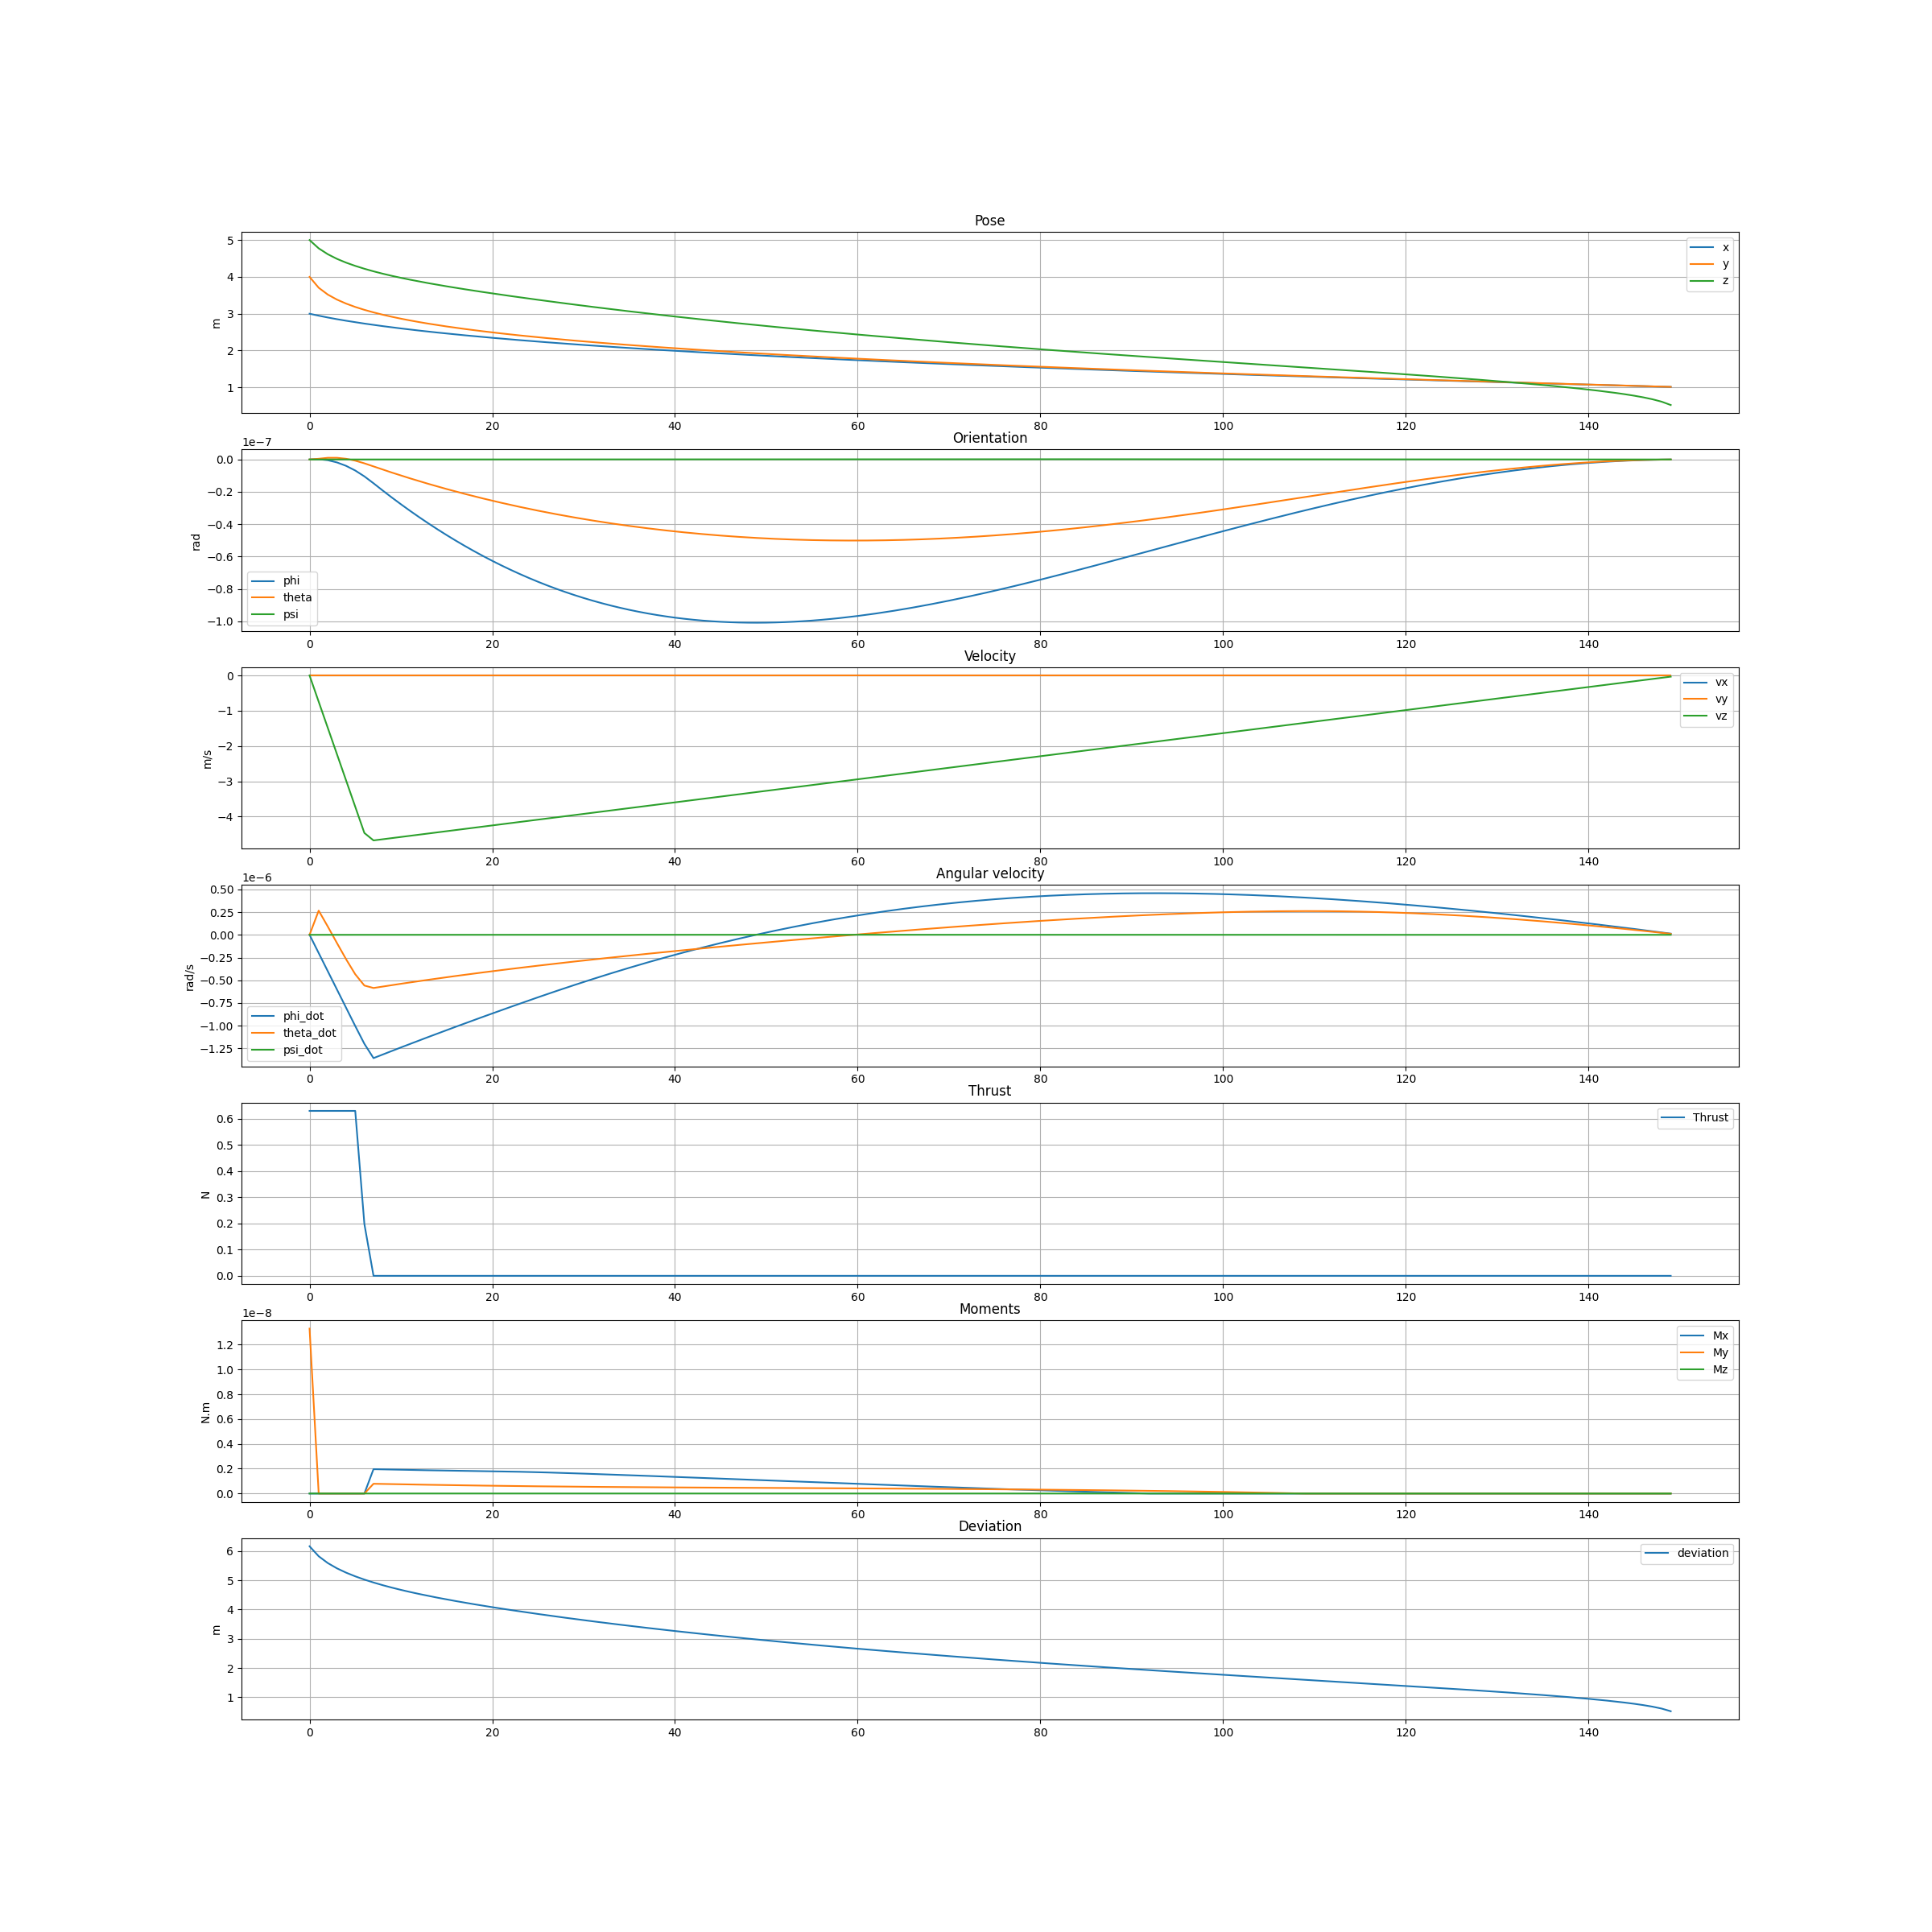 Pose
5
4
3
2
1
m
x
y
z
0 20 40 60 80 100 120 140
1e−7
Orientation
0.0
−0.2
−0.4
−0.6
−0.8
−1.0
rad
phi
theta
psi
0 20 40 60 80 100 120 140
Velocity
0
−1
−2
−3
−4
m/s
vx
vy
vz
0 20 40 60 80 100 120 140
1e−6
Angular velocity
0.50
0.25
0.00
−0.25
−0.50
−0.75
−1.00
−1.25
rad/s
phi_dot
theta_dot
psi_dot
0 20 40 60 80 100 120 140
Thrust
0.6
0.5
0.4
0.3
0.2
0.1
0.0
N
Thrust
0 20 40 60 80 100 120 140
1e−8
Moments
1.2
1.0
0.8
0.6
0.4
0.2
0.0
N.m
Mx
My
Mz
0 20 40 60 80 100 120 140
Deviation
6
5
4
3
2
1
m
deviation
0 20 40 60 80 100 120 140